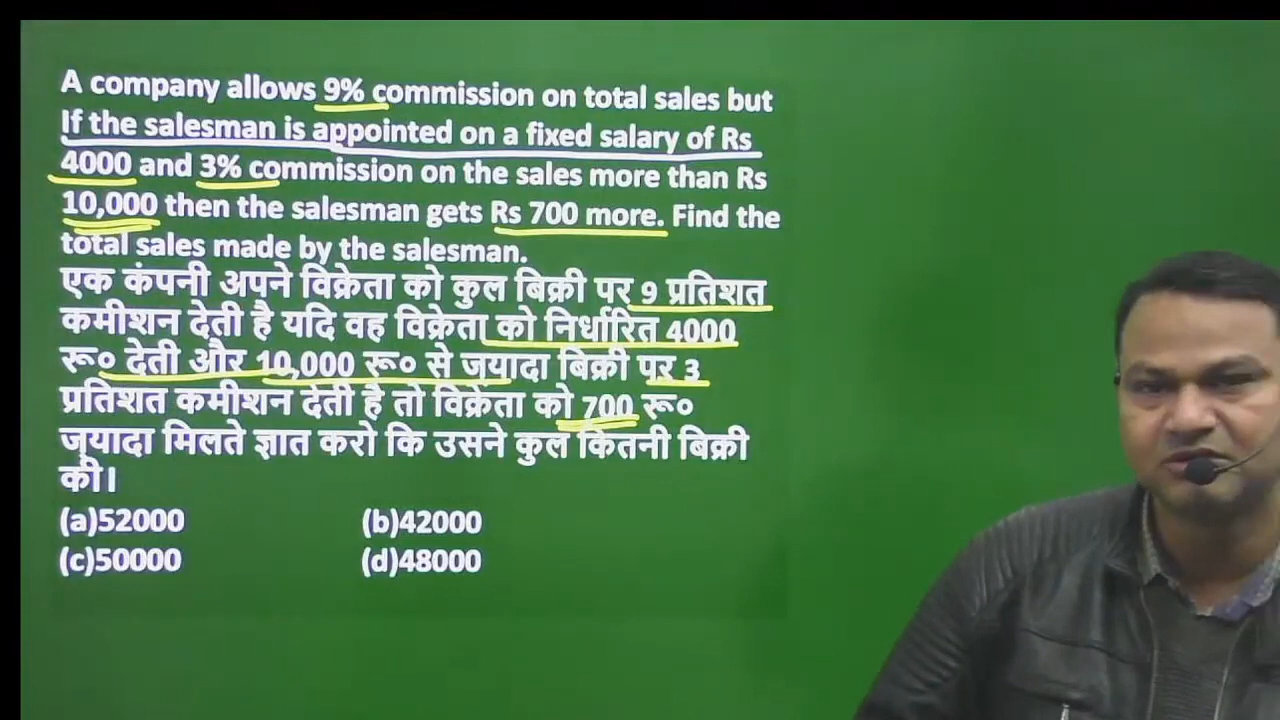 A company allows 9% commission on total sales but
If the salesman is appointed on a fixed salary of Rs
4000 and 3% commission on the sales more than Rs
10,000 then the salesman gets Rs 700 more. Find the
total sales made by the salesman.
एक कंपनी अपने विक्रेता को कुल बिक्री पर 9 प्रतिशत
कमीशन देती है यदि वह विक्रेता को निर्धारित 4000
रू० देती और 10,000 रू० से ज्यादा बिक्री पर 3
प्रतिशत कमीशन देती है तो विक्रेता को 700 रू०
ज्यादा मिलते ज्ञात करो कि उसने कुल कितनी बिक्री
की।
(a)52000 (b)42000
(c)50000 (d)48000